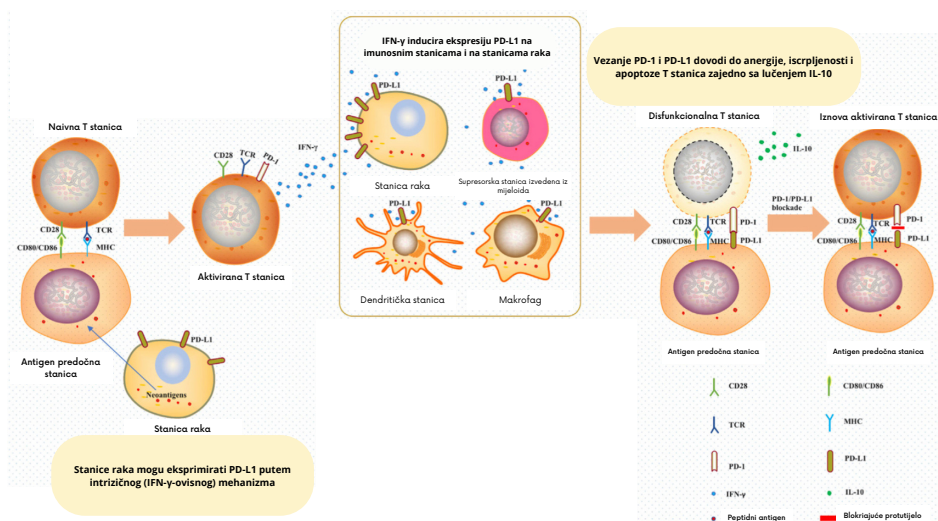 IFN-γ inducira ekspresiju PD-L1 na
imunosnim stanicama i na stanicama raka
Vezanje PD-1 i PD-L1 dovodi do anergije, iscrpljenosti i
apoptoze T stanica zajedno sa lučenjem IL-10
Naivna T stanica
CD28
TCR
CD80/CD86
MHC
Antigen predočna
stanica
PD-L1
Neoantigens
Stanica raka
Stanice raka mogu eksprimirati PD-L1 putem
intrizičnog (IFN-γ-ovisnog) mehanizma
CD28
TCR
PD-1
IFN-γ
Aktivirana T stanica
PD-L1
Stanica raka
PD-L1
Supresorska stanica izvedena iz
mijeloida
PD-L1
Dendritička stanica
PD-L1
Makrofag
Disfunkcionalna T stanica
IL-10
CD28
TCR
PD-1
CD80/CD86
MHC
PD-L1
Antigen predočna stanica
PD-1/PD-L1
blockade
Iznova aktivirana T stanica
CD28
TCR
PD-1
CD80/CD86
MHC
PD-L1
Antigen predočna stanica
CD28
CD80/CD86
TCR
MHC
PD-1
PD-L1
IFN-γ
IL-10
Peptidni antigen
Blokriajuće protutijelo